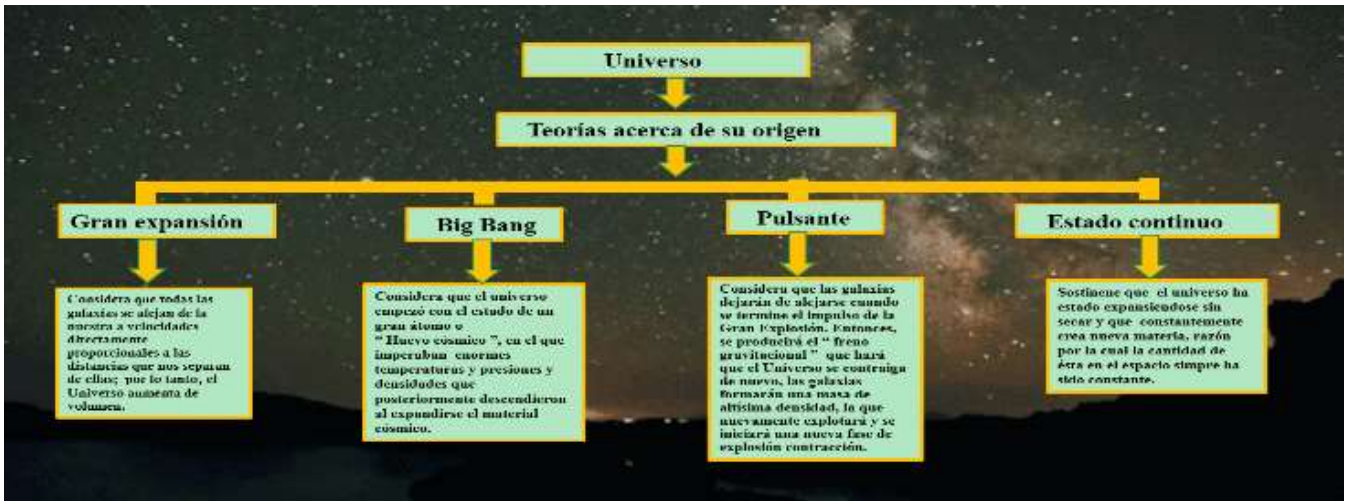 Universo
Teorías acerca de su origen
Gran expansión
Big Bang
Pulsante
Estado continuo
Considera que todas las
galaxias se alejan de la
nuestra a velocidades
directamente
proporcionales a las
distancias que nos separan
de ellas; por lo tanto, el
Universo aumenta de
volumen.
Considera que el universo
empezó con el estudo de un
gran átomo o
“ Huevo cósmico ”, en el que
imperaban enormes
temperaturas y presiones y
densidades que
posteriormente descendieron
al expandirse el material
cósmico.
Considera que las galaxias
dejarán de alejarse cuando
se termine el impulso de la
Gran Explosión. Entonces,
se producirá el “ freno
gravitucional ” que hará
que el Universo se contraiga
de nuevo, las galaxias
formarán una masa de
altísima densidad, la que
nuevamente explotará y se
iniciará una nueva fase de
explosión contracción.
Sostinene que el universo ha
estado expansiendose sin
secar y que constantemente
crea nueva materia, razón
por la cual la cantidad de
ésta en el espacio simpre ha
sido constante.